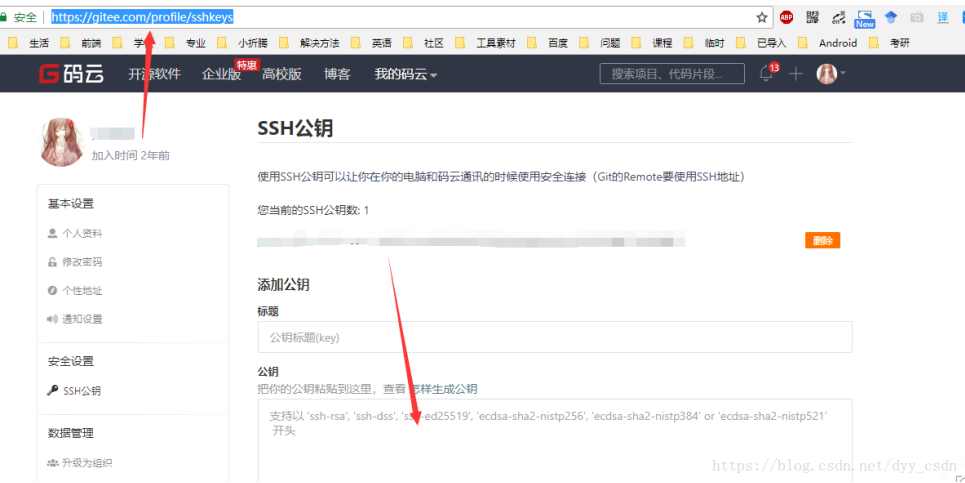 安全 https://gitee.com/profile/sshkeys ABP New 译
生活 前端 学 专业 小折腾 解决方法 英语 社区 工具素材 百度 问题 课程 临时 已导入 Android 考研
G码云 开源软件 企业版 特惠 高校版 博客 我的码云 搜索项目、代码片段... 13
加入时间 2年前
基本设置
个人资料
修改密码
个性地址
通知设置
安全设置
SSH公钥
数据管理
升级为组织
SSH公钥
使用SSH公钥可以让你在你的电脑和码云通讯的时候使用安全连接（Git的Remote要使用SSH地址）
您当前的SSH公钥数: 1
删除
添加公钥
标题
公钥标题(key)
公钥
把你的公钥粘贴到这里，查看 怎样生成公钥
支持以 'ssh-rsa', 'ssh-dss', 'ssh-ed25519', 'ecdsa-sha2-nistp256', 'ecdsa-sha2-nistp384' or 'ecdsa-sha2-nistp521'
开头
https://blog.csdn.net/dyy_csdn